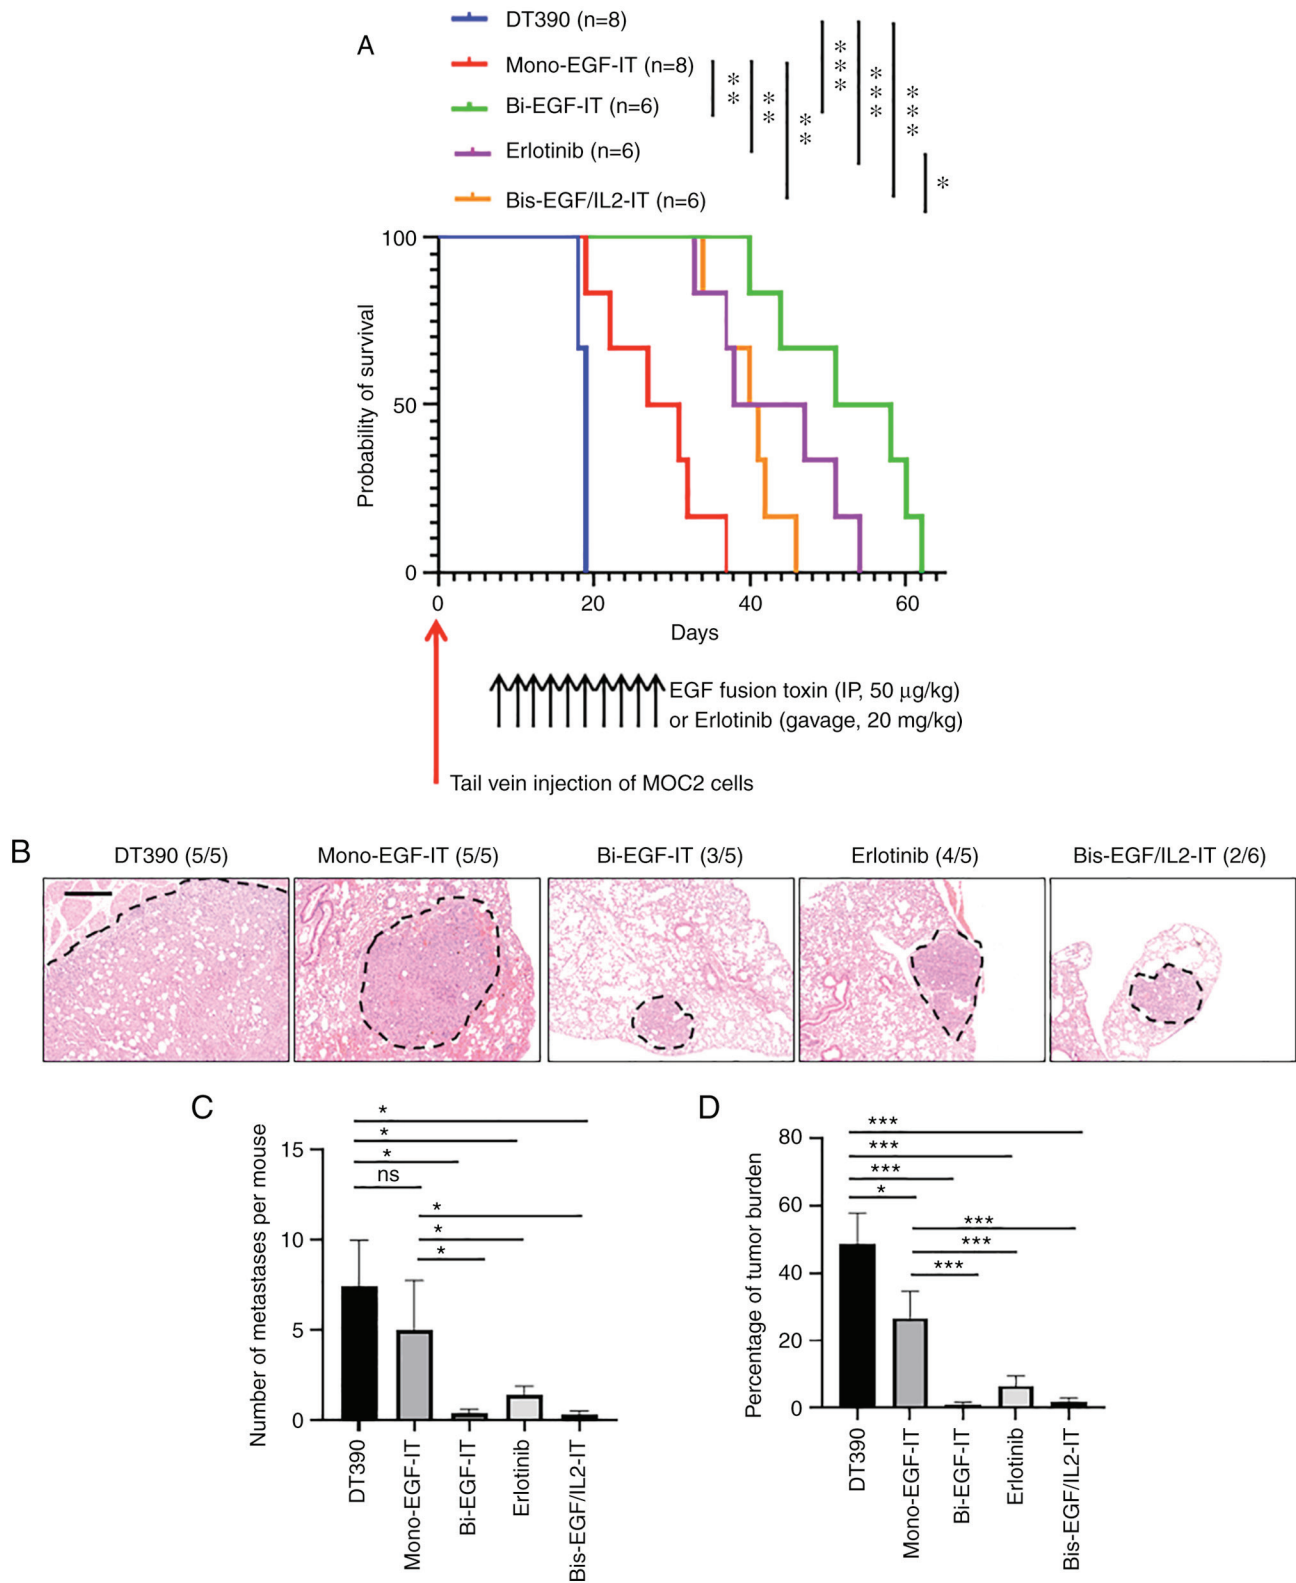 A
DT390 (n=8)
Mono-EGF-IT (n=8)
Bi-EGF-IT (n=6)
Erlotinib (n=6)
Bis-EGF/IL2-IT (n=6)
** ** ** *** *** *** *
Probability of survival
100
50
0
0 20 40 60
Days
EGF fusion toxin (IP, 50 μg/kg)
or Erlotinib (gavage, 20 mg/kg)
Tail vein injection of MOC2 cells
B
DT390 (5/5) Mono-EGF-IT (5/5) Bi-EGF-IT (3/5) Erlotinib (4/5) Bis-EGF/IL2-IT (2/6)
C
Number of metastases per mouse
15
10
5
0
*
*
*
ns
*
*
*
DT390
Mono-EGF-IT
Bi-EGF-IT
Erlotinib
Bis-EGF/IL2-IT
D
Percentage of tumor burden
80
60
40
20
0
***
***
***
*
***
***
***
DT390
Mono-EGF-IT
Bi-EGF-IT
Erlotinib
Bis-EGF/IL2-IT